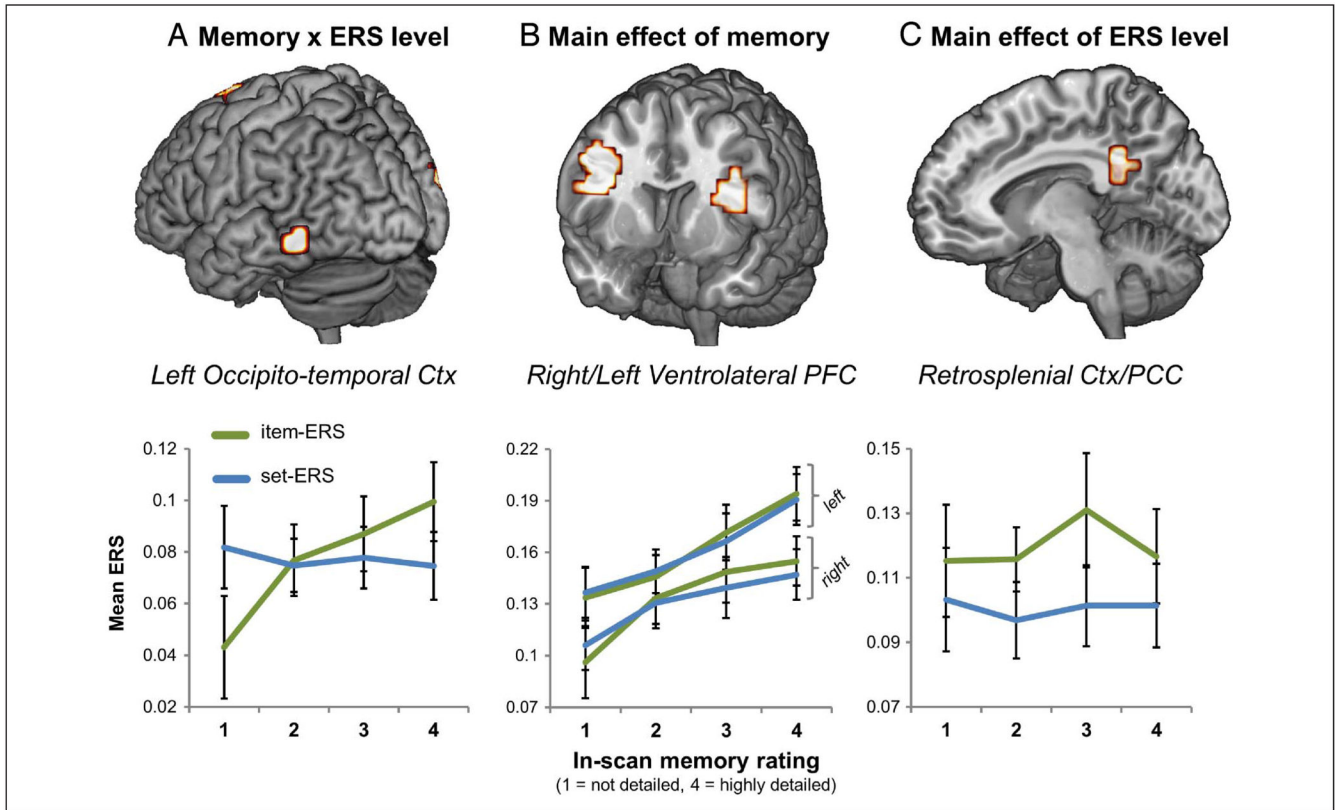 A Memory x ERS level
B Main effect of memory
C Main effect of ERS level
Left Occipito-temporal Ctx
Right/Left Ventrolateral PFC
Retrosplenial Ctx/PCC
item-ERS
set-ERS
Mean ERS
0.12
0.1
0.08
0.06
0.04
0.02
1 2 3 4
0.22
0.19
0.16
0.13
0.1
0.07
left
right
1 2 3 4
0.15
0.13
0.11
0.09
0.07
1 2 3 4
In-scan memory rating
(1 = not detailed, 4 = highly detailed)